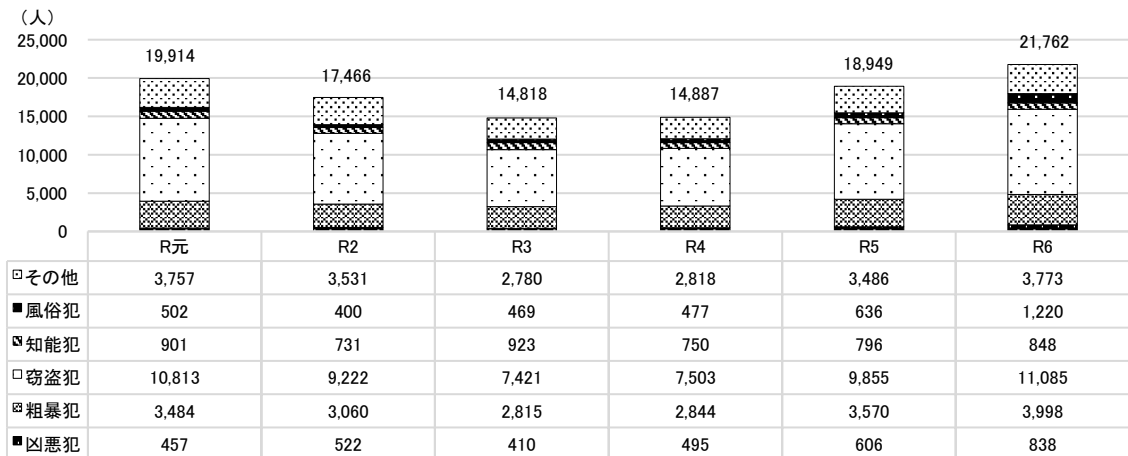 （人）
25,000
20,000
15,000
10,000
5,000
0
19,914
17,466
14,818
14,887
18,949
21,762
R元 R2 R3 R4 R5 R6
その他 3,757 3,531 2,780 2,818 3,486 3,773
風俗犯 502 400 469 477 636 1,220
知能犯 901 731 923 750 796 848
窃盗犯 10,813 9,222 7,421 7,503 9,855 11,085
粗暴犯 3,484 3,060 2,815 2,844 3,570 3,998
凶悪犯 457 522 410 495 606 838